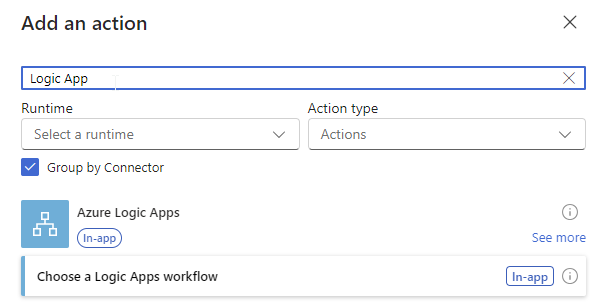 Add an action
Logic App
Runtime
Action type
Select a runtime
Actions
Group by Connector
Azure Logic Apps
In-app
See more
Choose a Logic Apps workflow
In-app